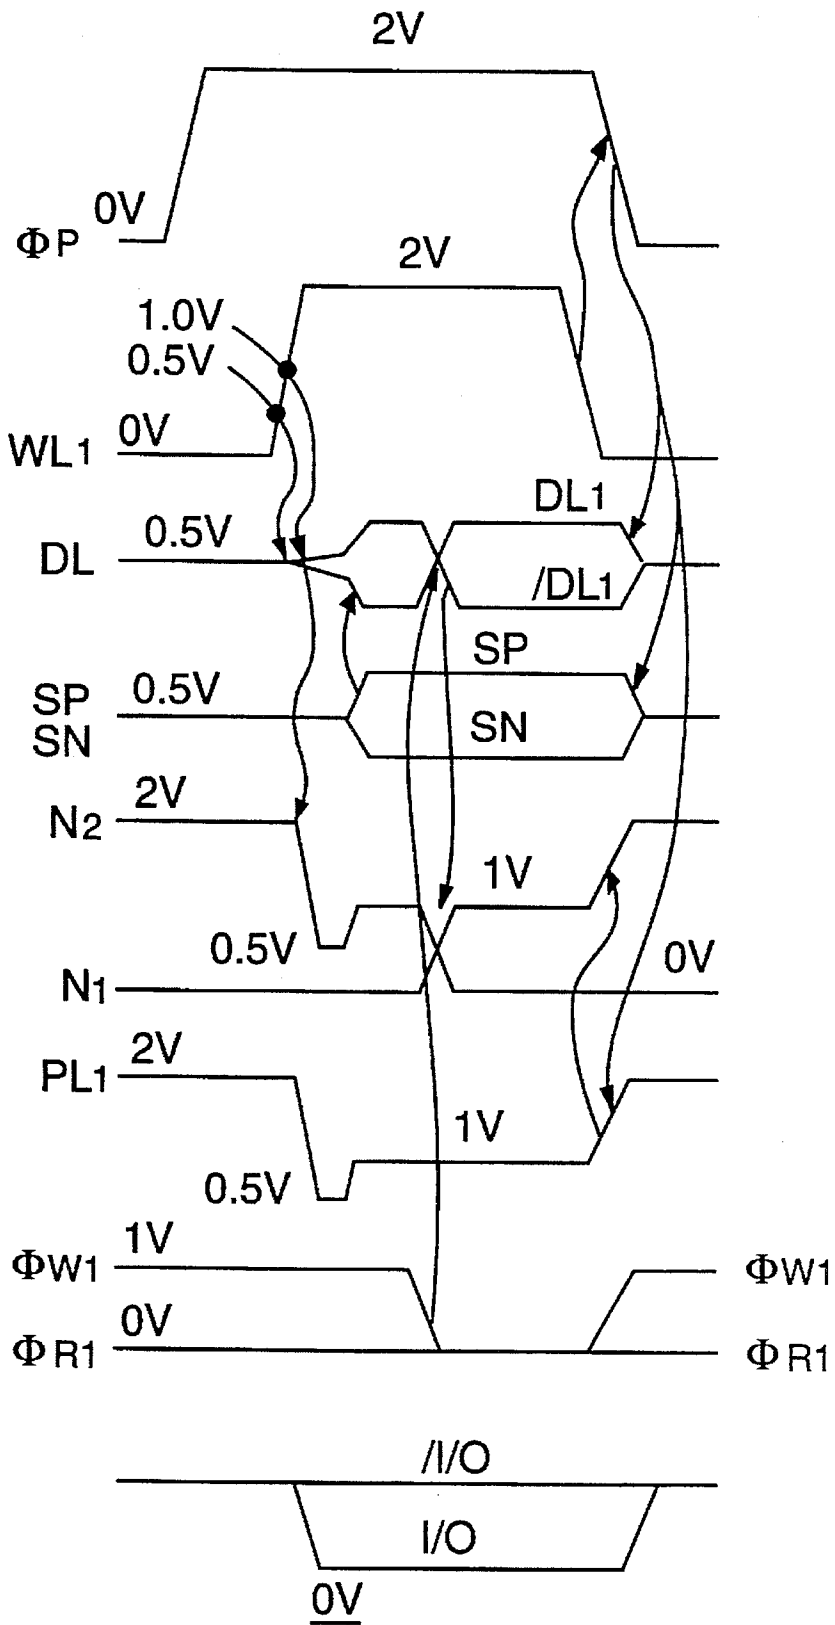 2V
0V
ΦP
2V
1.0V
0.5V
0V
WL1
DL1
0.5V
DL
/DL1
SP
0.5V
SP
SN
SN
2V
N2
1V
0.5V
0V
N1
2V
PL1
1V
0.5V
1V
ΦW1 ΦW1
0V
ΦR1 ΦR1
/I/O
I/O
0V